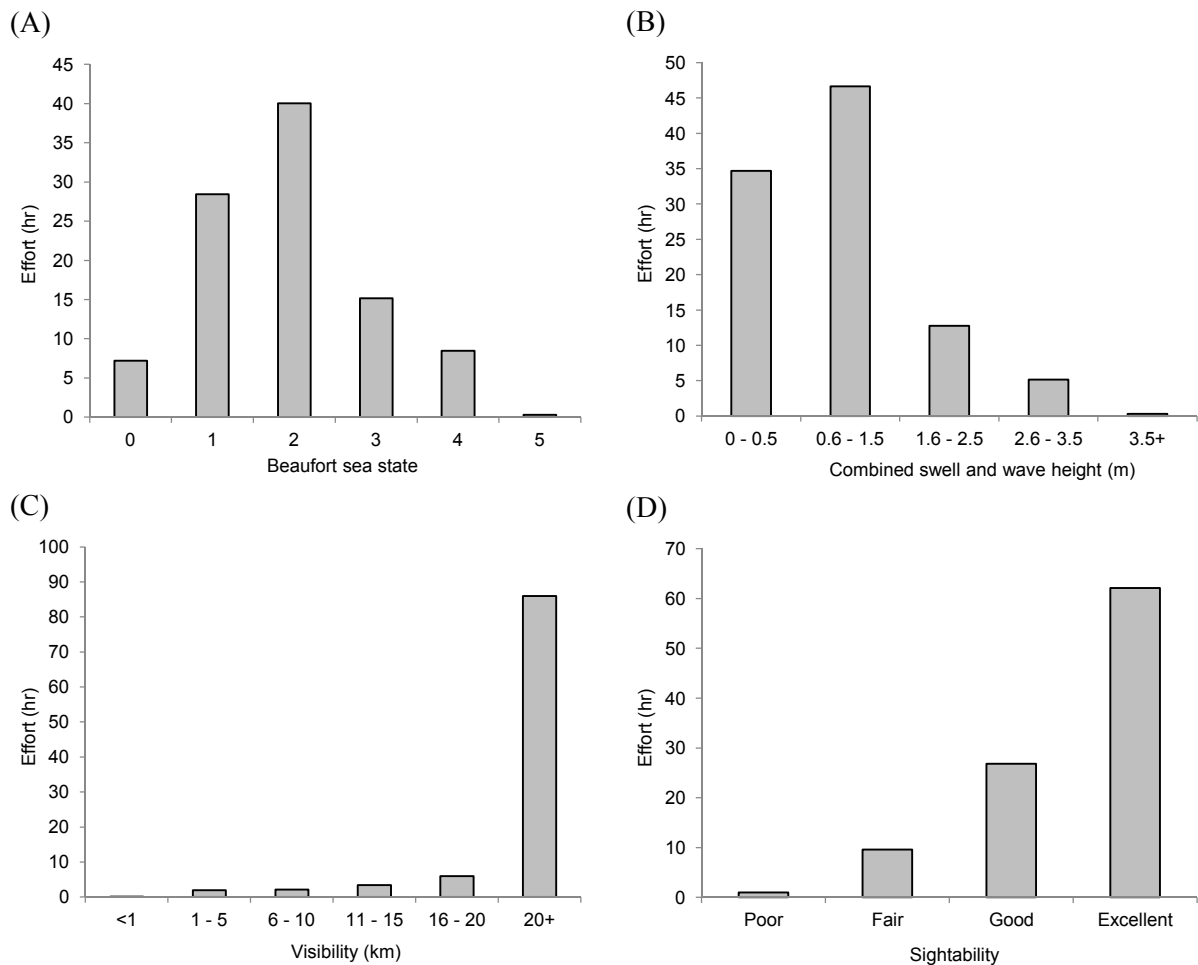 (A)
45
40
35
30
25
20
15
10
5
0
Effort (hr)
0 1 2 3 4 5
Beaufort sea state
(B)
50
45
40
35
30
25
20
15
10
5
0
Effort (hr)
0 - 0.5 0.6 - 1.5 1.6 - 2.5 2.6 - 3.5 3.5+
Combined swell and wave height (m)
(C)
100
90
80
70
60
50
40
30
20
10
0
Effort (hr)
<1 1 - 5 6 - 10 11 - 15 16 - 20 20+
Visibility (km)
(D)
70
60
50
40
30
20
10
0
Effort (hr)
Poor Fair Good Excellent
Sightability